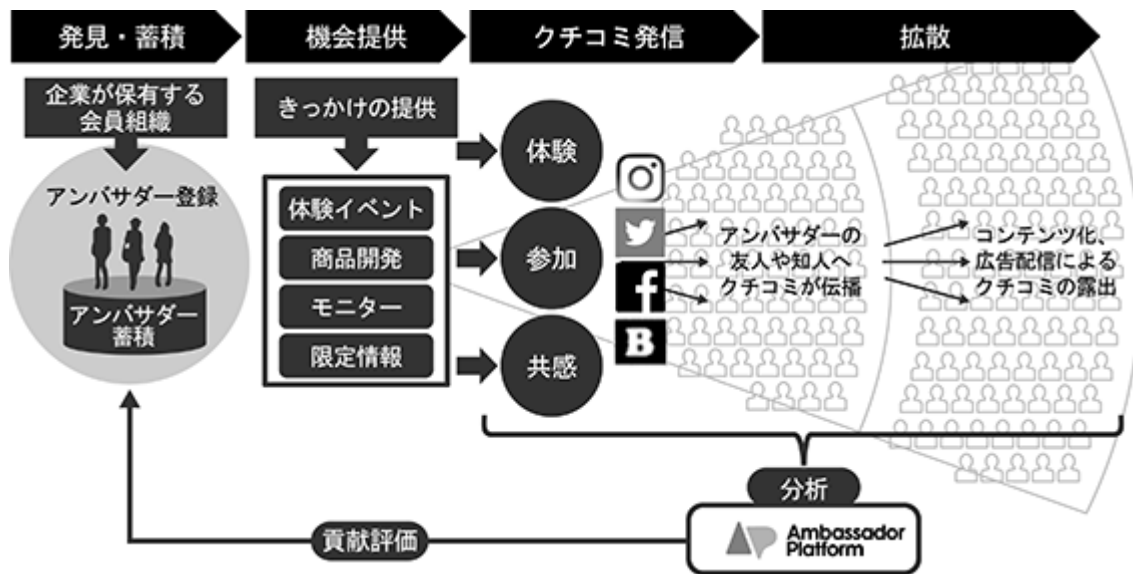 発見・蓄積
機会提供
クチコミ発信
拡散
企業が保有する
会員組織
アンバサダー登録
アンバサダー
蓄積
きっかけの提供
体験イベント
商品開発
モニター
限定情報
体験
参加
共感
B
アンバサダーの
友人や知人へ
クチコミが伝播
コンテンツ化、
広告配信による
クチコミの露出
分析
Ambassador
Platform
貢献評価